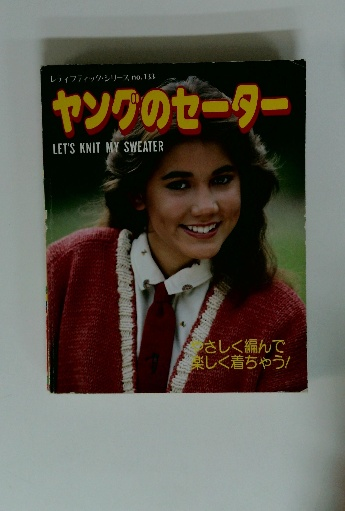 レディブティックシリーズ no.133
ヤングのセーター
LET'S KNIT MY SWEATER
やさしく編んで
楽しく着ちゃう!